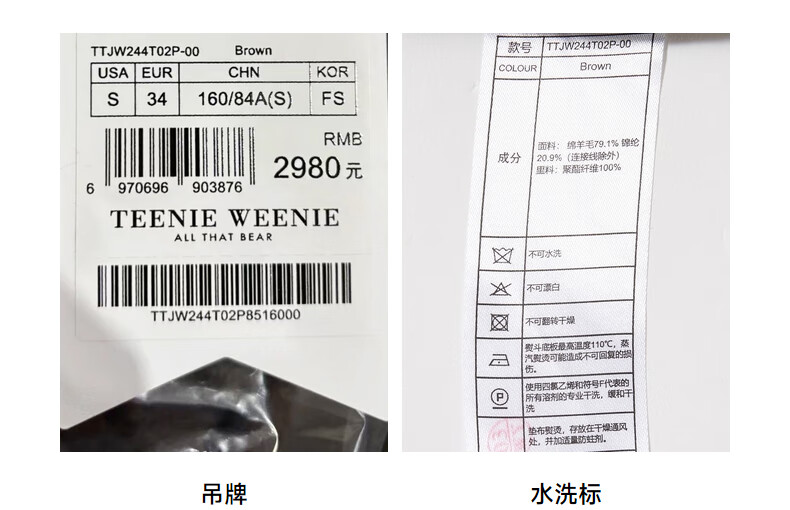 TTJW244T02P-00 Brown
USA EUR CHN KOR
S 34 160/84A(S) FS
RMB
2980元
6 970696 903876
TEENIE WEENIE
ALL THAT BEAR
TTJW244T02P8516000
吊牌
款号 TTJW244T02P-00
COLOUR Brown
成分
面料: 绵羊毛79.1% 锦纶
20.9%（连接线除外）
里料: 聚酯纤维100%
不可水洗
不可漂白
不可翻转干燥
熨斗底板最高温度110℃, 蒸
汽熨烫可能造成不可回复的损
伤。
P
使用四氯乙烯和符号F代表的
所有溶剂的专业干洗, 缓和干
洗
垫布熨烫, 存放在干燥通风
处, 并加适量防蛀剂。
水洗标